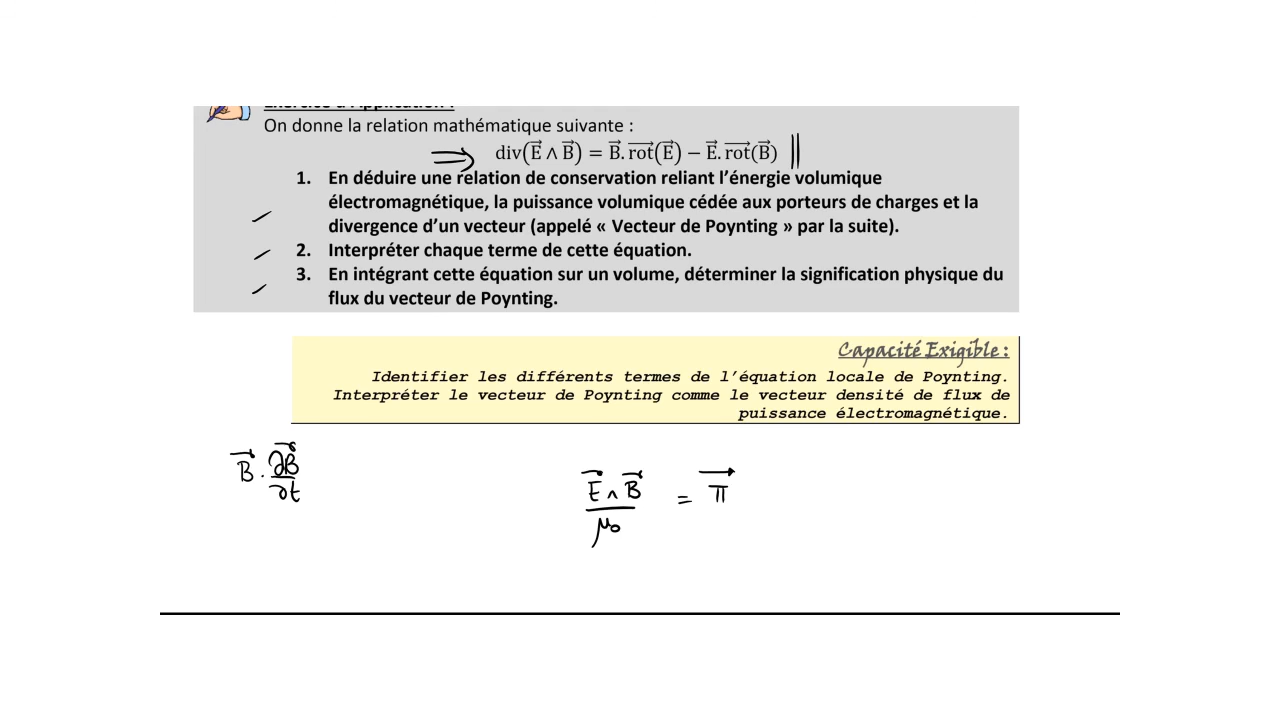 Exercice d'Application :
On donne la relation mathématique suivante :
⇒ div(E⃗ ∧ B⃗) = B⃗. rot⃗(E⃗) − E⃗. rot⃗(B⃗) ||
1. En déduire une relation de conservation reliant l'énergie volumique
électromagnétique, la puissance volumique cédée aux porteurs de charges et la
divergence d'un vecteur (appelé « Vecteur de Poynting » par la suite).
2. Interpréter chaque terme de cette équation.
3. En intégrant cette équation sur un volume, déterminer la signification physique du
flux du vecteur de Poynting.
Capacité Exigible :
Identifier les différents termes de l'équation locale de Poynting.
Interpréter le vecteur de Poynting comme le vecteur densité de flux de
puissance électromagnétique.
B⃗ . ∂B⃗/∂t
E⃗ ∧ B⃗ / μ₀ = π⃗